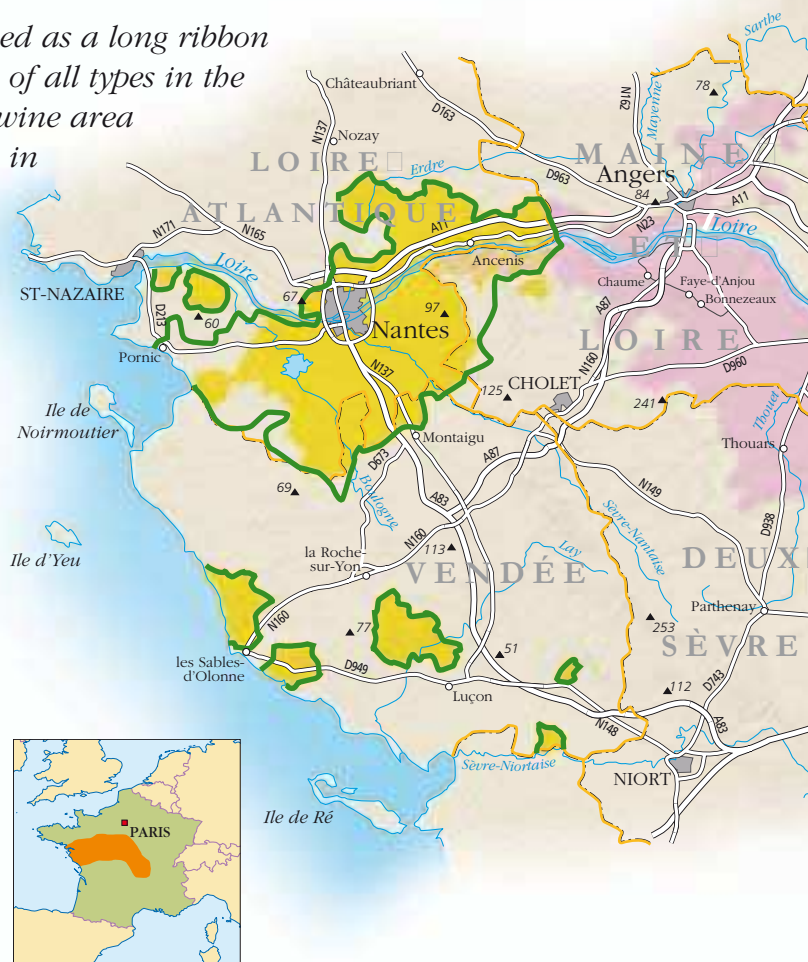 ed as a long ribbon
of all types in the
wine area
in
Sarthe
Châteaubriant
D163
N162
Mayenne
78
N137
Nozay
LOIRE
ATLANTIQUE
Erdre
D963
MAINE
ET
LOIRE
Angers
84
A11
N23
Loire
A11
N171
N165
Loire
Ancenis
ST-NAZAIRE
D213
60
67
97
Nantes
Chaume
Faye-d'Anjou
Bonnezeaux
A87
N160
D960
Pornic
N137
125
CHOLET
241
Thouet
Thouars
Ile de
Noirmoutier
Montaigu
D673
A87
69
Boulogne
A83
N149
Sèvre-Nantaise
D938
Ile d'Yeu
la Roche-
sur-Yon
N160
113
Lay
VENDÉE
DEUX
SÈVRE
Parthenay
253
N160
77
51
les Sables-
d'Olonne
D949
Luçon
112
D743
A83
N148
Sèvre-Niortaise
NIORT
Ile de Ré
PARIS